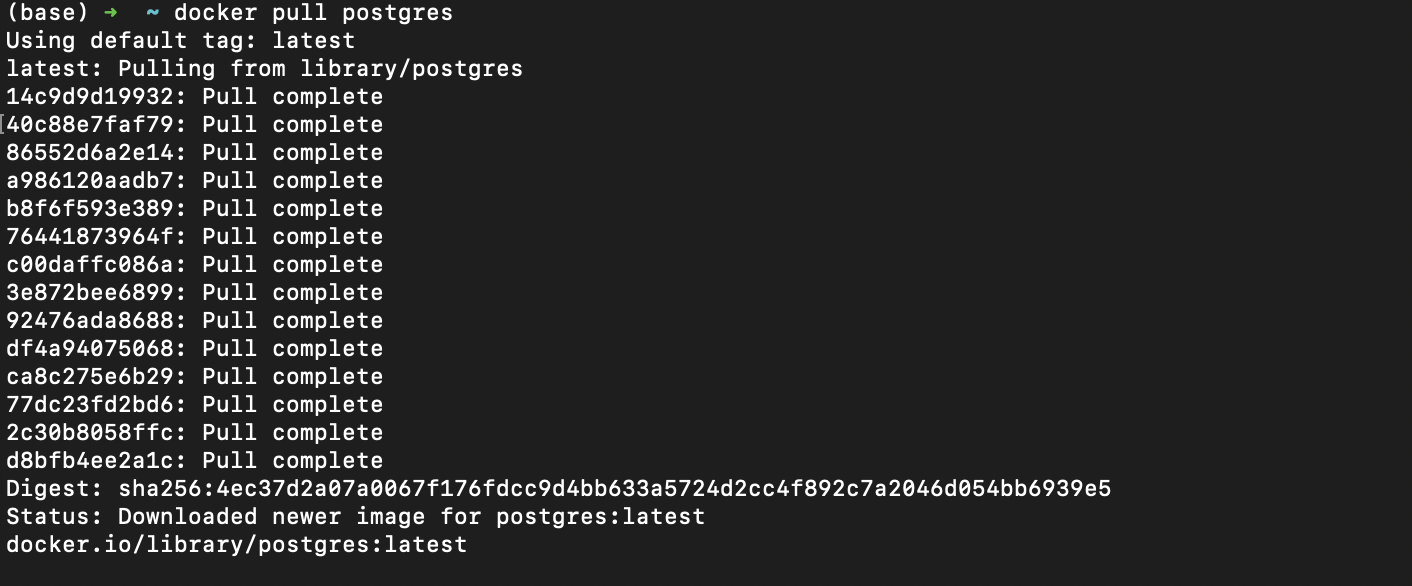 (base) ➜ ~ docker pull postgres
Using default tag: latest
latest: Pulling from library/postgres
14c9d9d19932: Pull complete
40c88e7faf79: Pull complete
86552d6a2e14: Pull complete
a986120aadb7: Pull complete
b8f6f593e389: Pull complete
76441873964f: Pull complete
c00daffc086a: Pull complete
3e872bee6899: Pull complete
92476ada8688: Pull complete
df4a94075068: Pull complete
ca8c275e6b29: Pull complete
77dc23fd2bd6: Pull complete
2c30b8058ffc: Pull complete
d8bfb4ee2a1c: Pull complete
Digest: sha256:4ec37d2a07a0067f176fdcc9d4bb633a5724d2cc4f892c7a2046d054bb6939e5
Status: Downloaded newer image for postgres:latest
docker.io/library/postgres:latest